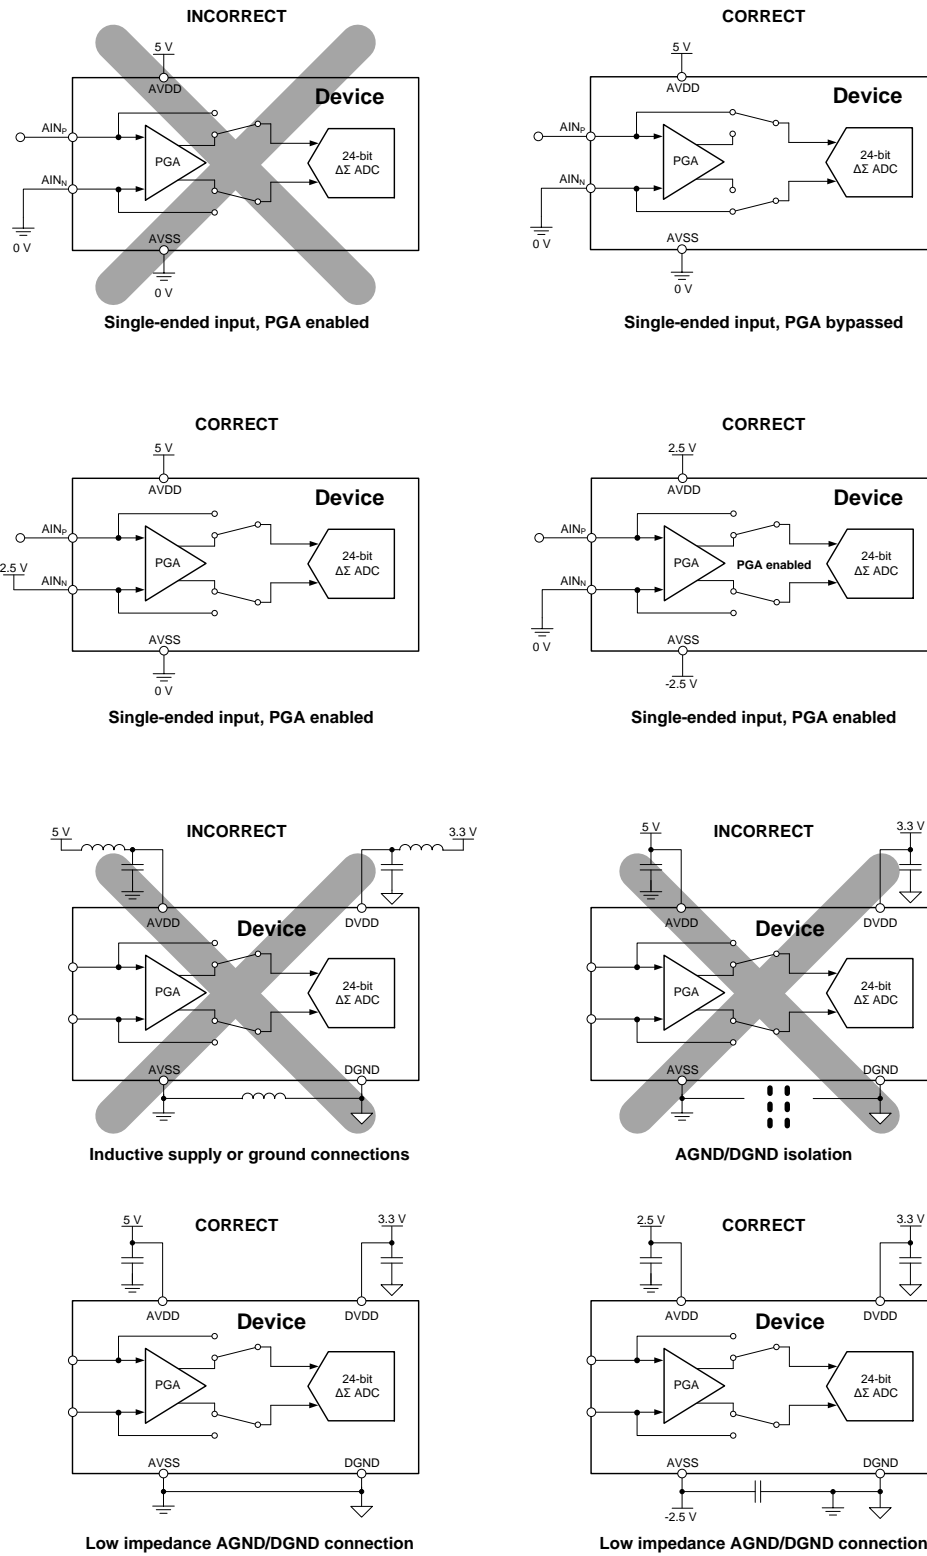 INCORRECT
5 V
AVDD
Device
AINP
PGA
24-bit
ΔΣ ADC
AINN
AVSS
0 V
0 V
Single-ended input, PGA enabled
CORRECT
5 V
AVDD
Device
AINP
PGA
24-bit
ΔΣ ADC
AINN
AVSS
0 V
0 V
Single-ended input, PGA bypassed
CORRECT
5 V
AVDD
Device
AINP
PGA
24-bit
ΔΣ ADC
2.5 V
AINN
AVSS
0 V
Single-ended input, PGA enabled
CORRECT
2.5 V
AVDD
Device
AINP
PGA
PGA enabled
24-bit
ΔΣ ADC
AINN
AVSS
0 V
-2.5 V
Single-ended input, PGA enabled
INCORRECT
5 V
3.3 V
AVDD
Device
DVDD
PGA
24-bit
ΔΣ ADC
AVSS
DGND
Inductive supply or ground connections
INCORRECT
5 V
3.3 V
AVDD
Device
DVDD
PGA
24-bit
ΔΣ ADC
AVSS
DGND
AGND/DGND isolation
CORRECT
5 V
3.3 V
AVDD
Device
DVDD
PGA
24-bit
ΔΣ ADC
AVSS
DGND
Low impedance AGND/DGND connection
CORRECT
2.5 V
3.3 V
AVDD
Device
DVDD
PGA
24-bit
ΔΣ ADC
AVSS
DGND
-2.5 V
Low impedance AGND/DGND connection